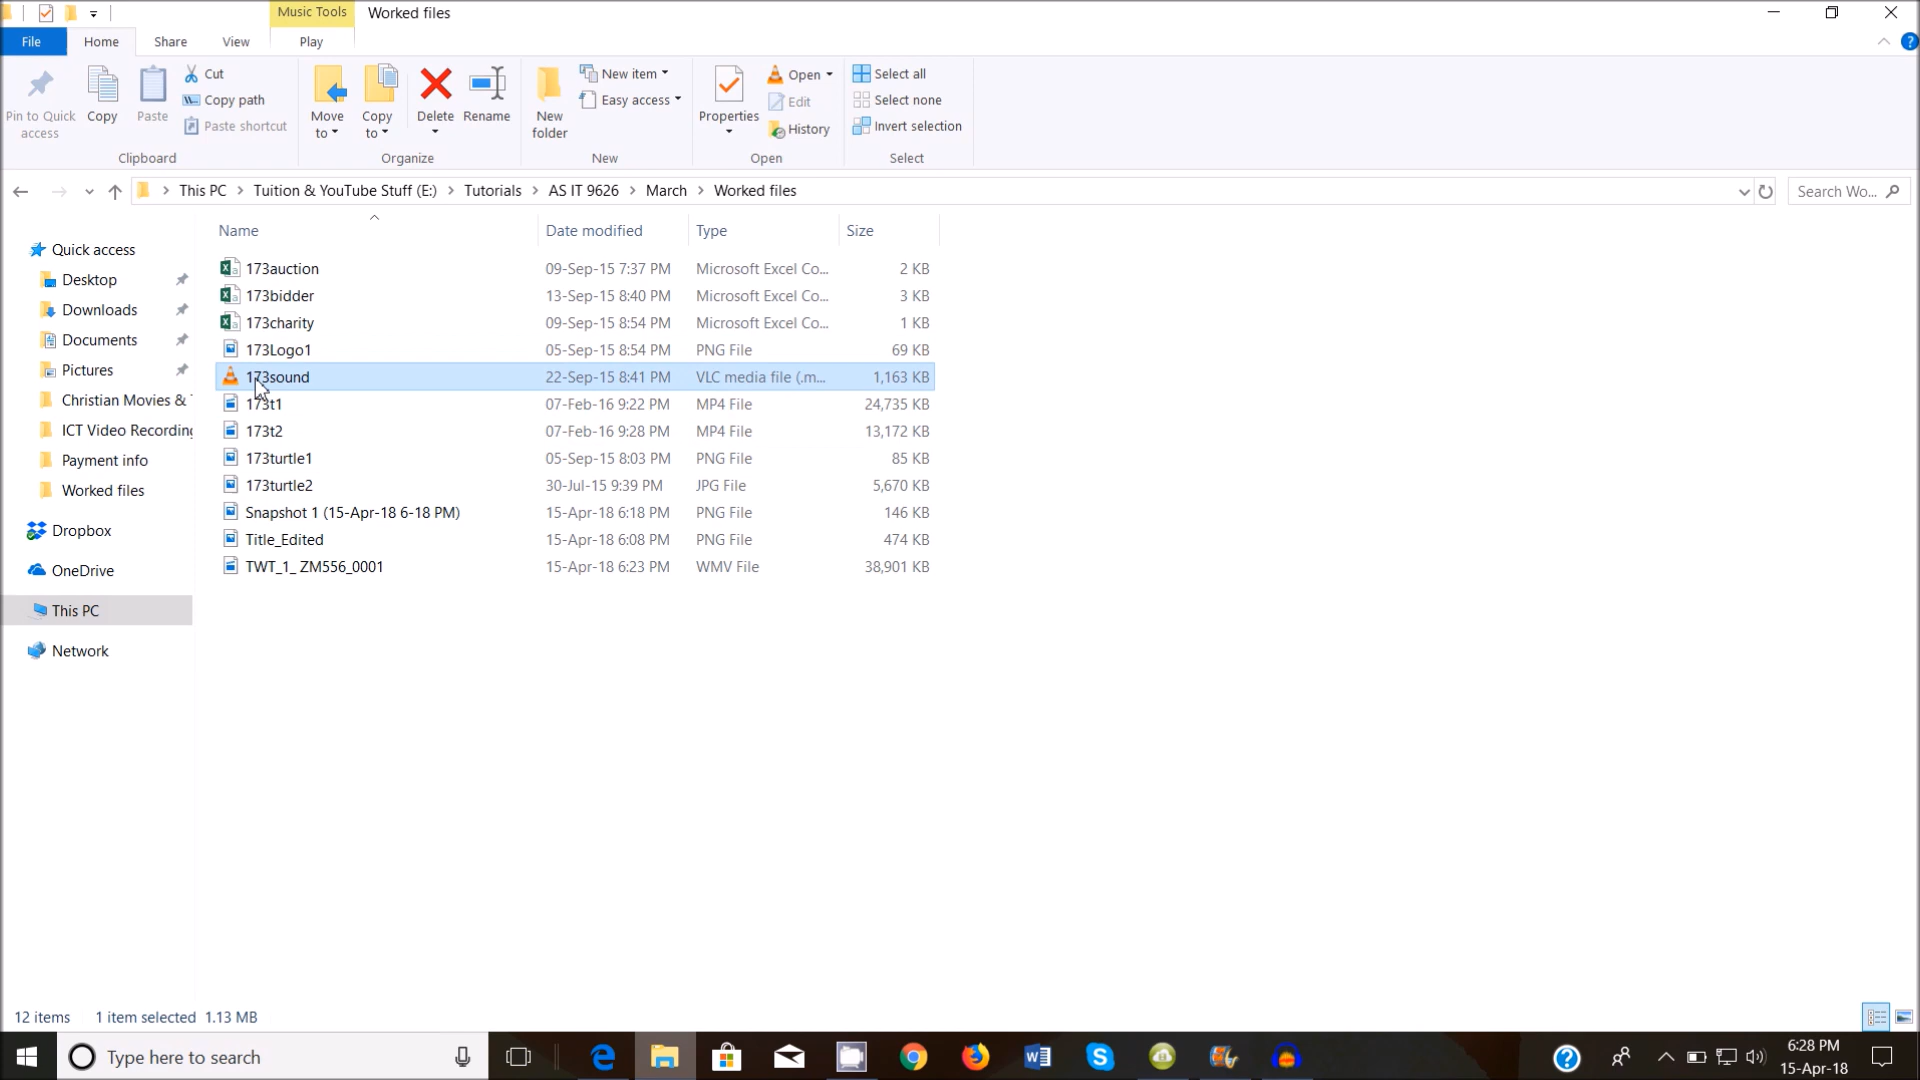 Music Tools
Worked files
File
Home
Share
View
Play
Pin to Quick access
Copy
Paste
Cut
Copy path
Paste shortcut
Clipboard
Move to
Copy to
Delete
Rename
Organize
New folder
New item
Easy access
New
Properties
Open
Edit
History
Open
Select all
Select none
Invert selection
Select
This PC > Tuition & YouTube Stuff (E:) > Tutorials > AS IT 9626 > March > Worked files
Search Wo...
Name Date modified Type Size
173auction 09-Sep-15 7:37 PM Microsoft Excel Co... 2 KB
173bidder 13-Sep-15 8:40 PM Microsoft Excel Co... 3 KB
173charity 09-Sep-15 8:54 PM Microsoft Excel Co... 1 KB
173Logo1 05-Sep-15 8:54 PM PNG File 69 KB
173sound 22-Sep-15 8:41 PM VLC media file (.m... 1,163 KB
173t1 07-Feb-16 9:22 PM MP4 File 24,735 KB
173t2 07-Feb-16 9:28 PM MP4 File 13,172 KB
173turtle1 05-Sep-15 8:03 PM PNG File 85 KB
173turtle2 30-Jul-15 9:39 PM JPG File 5,670 KB
Snapshot 1 (15-Apr-18 6-18 PM) 15-Apr-18 6:18 PM PNG File 146 KB
Title_Edited 15-Apr-18 6:08 PM PNG File 474 KB
TWT_1_ ZM556_0001 15-Apr-18 6:23 PM WMV File 38,901 KB
Quick access
Desktop
Downloads
Documents
Pictures
Christian Movies &
ICT Video Recording
Payment info
Worked files
Dropbox
OneDrive
This PC
Network
12 items 1 item selected 1.13 MB
Type here to search
6:28 PM
15-Apr-18